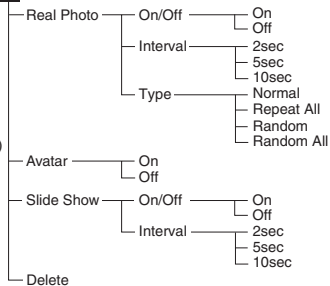 Real Photo On/Off On
Off
Interval 2sec
5sec
10sec
Type Normal
Repeat All
Random
Random All
Avatar On
Off
Slide Show On/Off On
Off
Interval 2sec
5sec
10sec
Delete